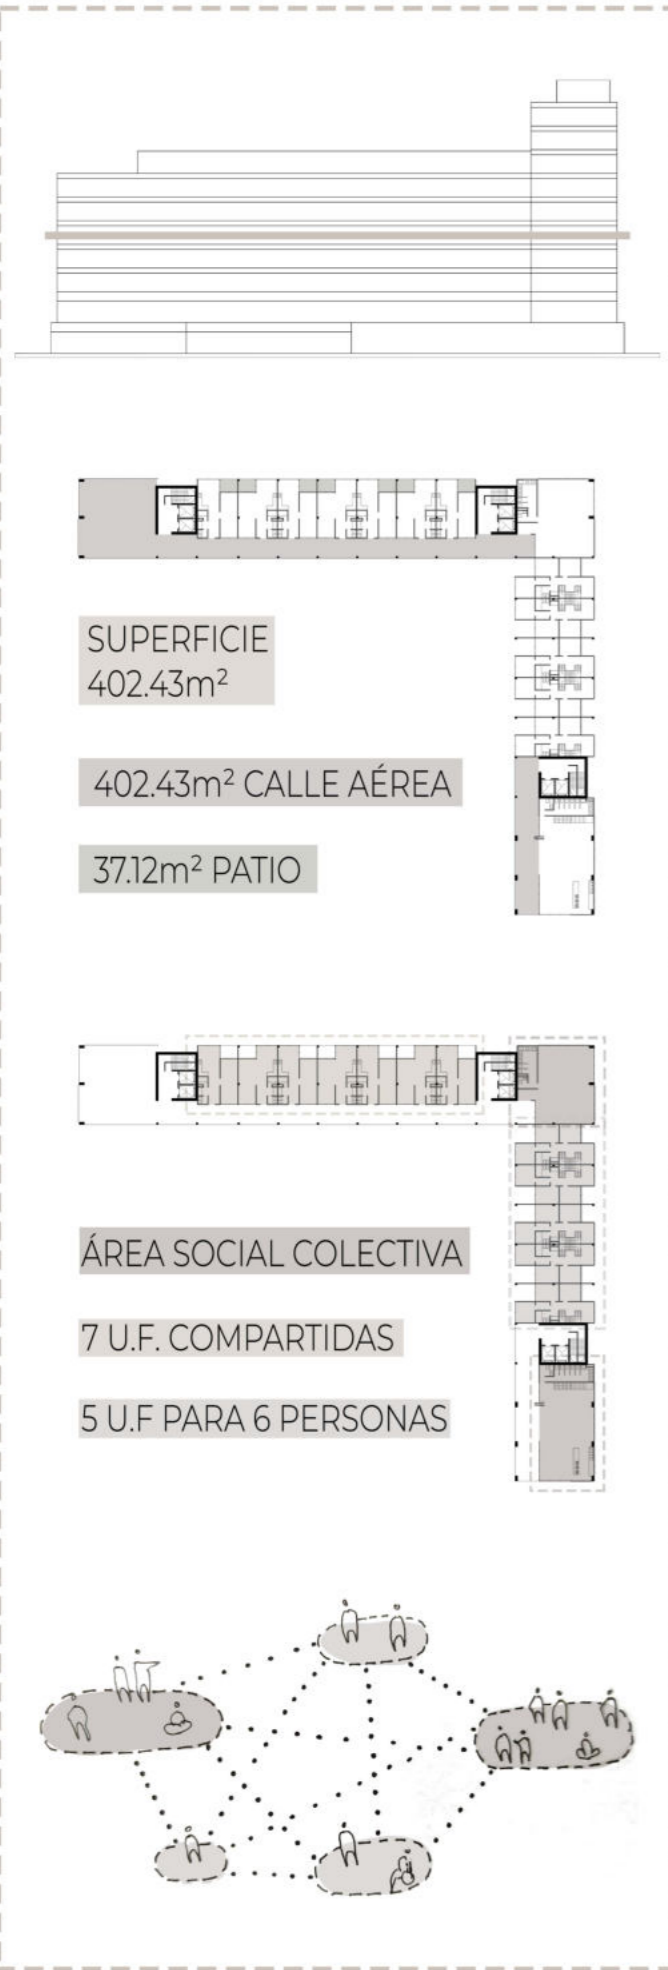 SUPERFICIE
402.43m²
402.43m² CALLE AÉREA
37.12m² PATIO
ÁREA SOCIAL COLECTIVA
7 U.F. COMPARTIDAS
5 U.F PARA 6 PERSONAS